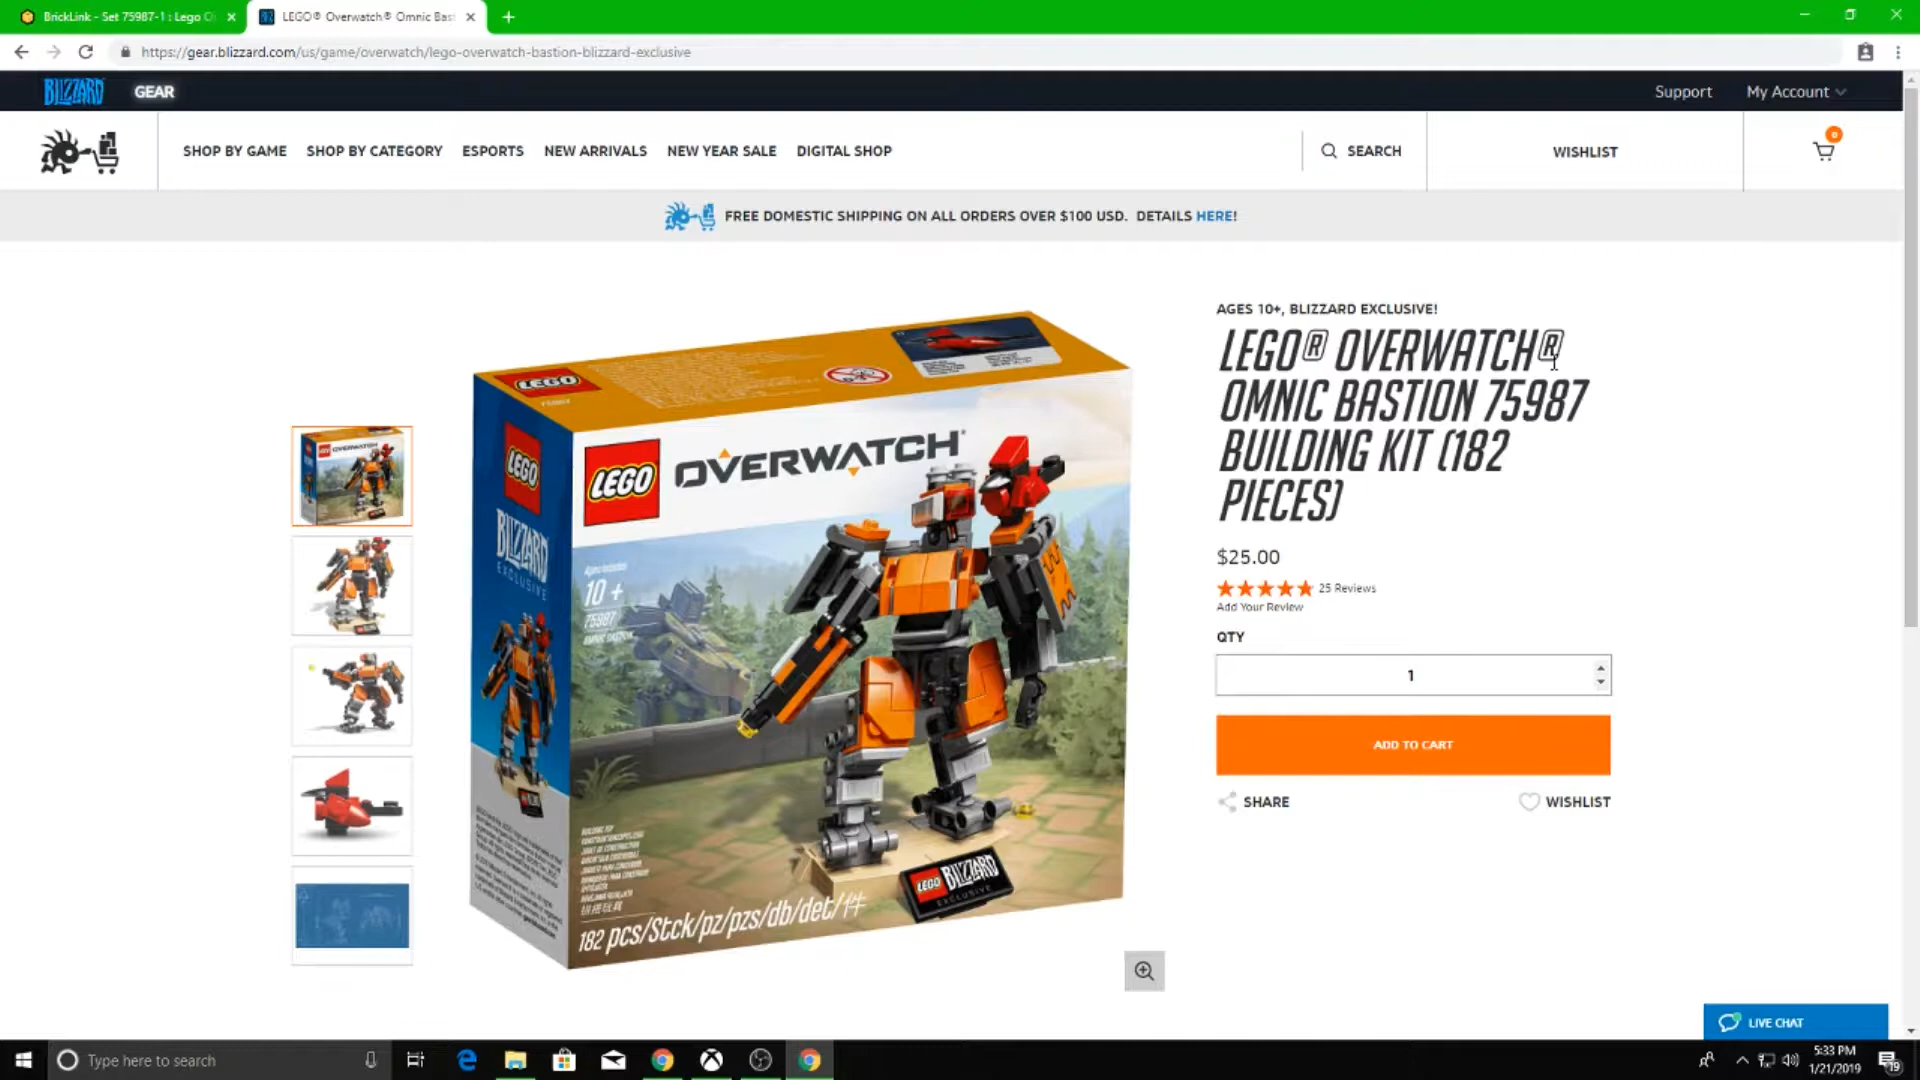 BrickLink - Set 75987-1 : Lego O
LEGO® Overwatch® Omnic Bast
https://gear.blizzard.com/us/game/overwatch/lego-overwatch-bastion-blizzard-exclusive
BLIZZARD GEAR
Support My Account
SHOP BY GAME SHOP BY CATEGORY ESPORTS NEW ARRIVALS NEW YEAR SALE DIGITAL SHOP
SEARCH
WISHLIST
0
FREE DOMESTIC SHIPPING ON ALL ORDERS OVER $100 USD. DETAILS HERE!
LEGO
LEGO
BLIZZARD
EXCLUSIVE
LEGO
OVERWATCH
10+
75987
OMNIC BASTION
182 pcs/Stck/pz/pzs/db/det/件
LEGO BLIZZARD
EXCLUSIVE
AGES 10+, BLIZZARD EXCLUSIVE!
LEGO® OVERWATCH®
OMNIC BASTION 75987
BUILDING KIT (182
PIECES)
$25.00
25 Reviews
Add Your Review
QTY
1
ADD TO CART
SHARE
WISHLIST
LIVE CHAT
Type here to search
5:33 PM
1/21/2019
19